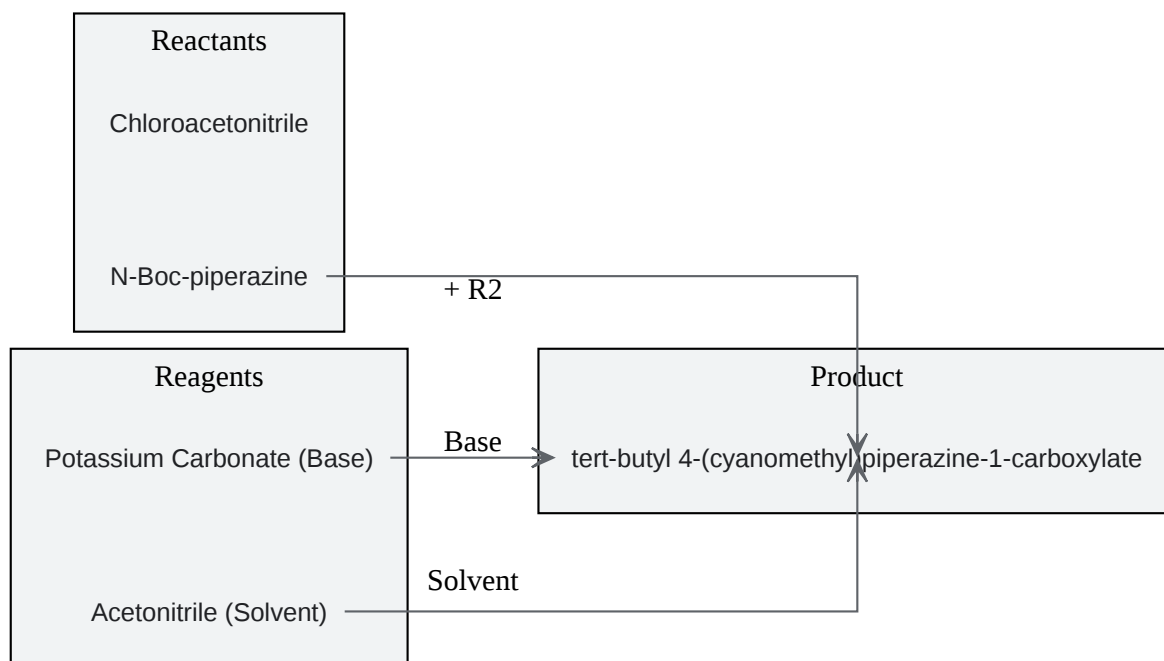 Reactants
Chloroacetonitrile
N-Boc-piperazine
+ R2
Reagents
Product
Potassium Carbonate (Base)
Base
tert-butyl 4-(cyanomethyl)piperazine-1-carboxylate
Solvent
Acetonitrile (Solvent)